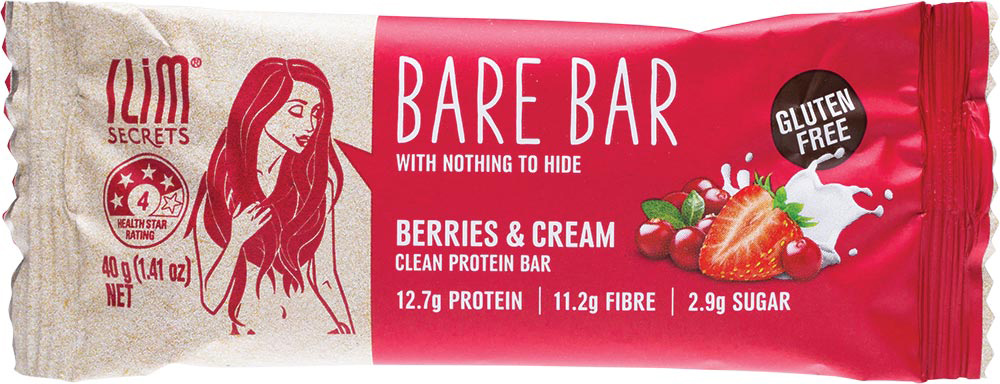 SLiM®
SECRETS
4
HEALTH STAR
RATING
40 g (1.41 oz)
NET
BARE BAR
WITH NOTHING TO HIDE
BERRIES & CREAM
CLEAN PROTEIN BAR
12.7g PROTEIN | 11.2g FIBRE | 2.9g SUGAR
GLUTEN
FREE